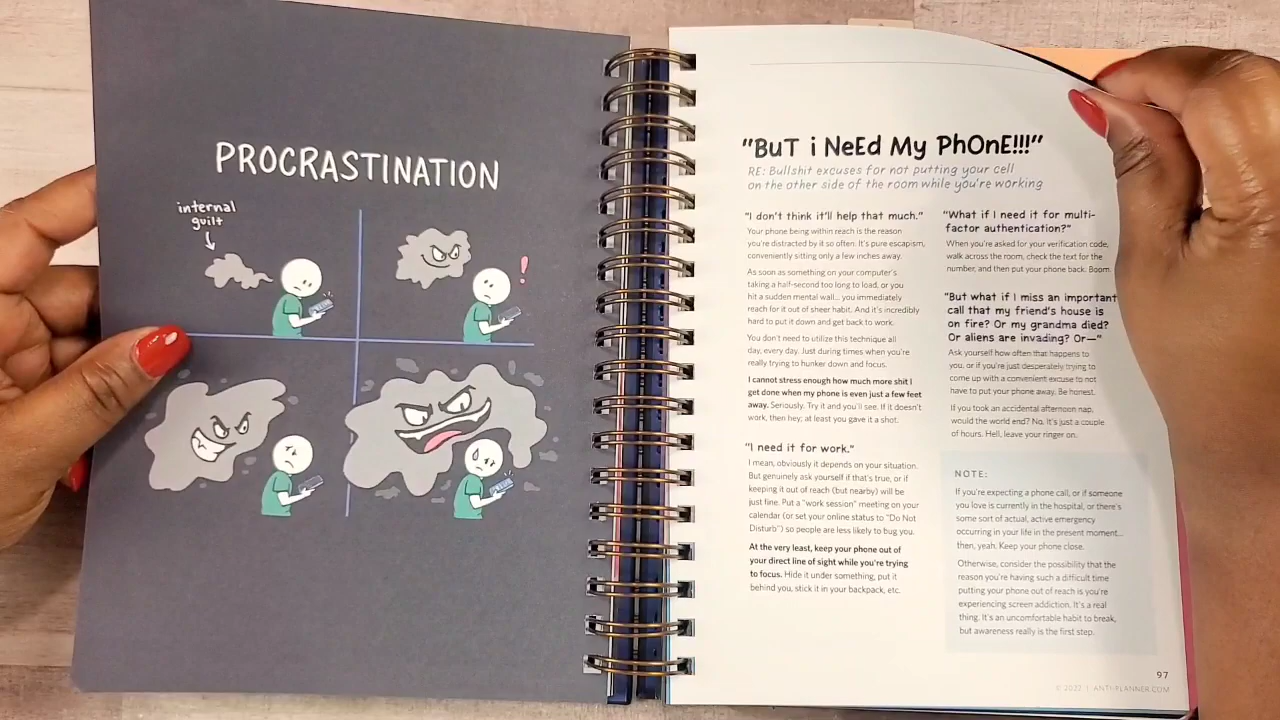 PROCRASTINATION
internal
guilt
!
"BUT i NEED MY PHONE!!!"
RE: Bullshit excuses for not putting your cell
on the other side of the room while you're working
"I don't think it'll help that much."
Your phone being within reach is the reason
you're distracted by it so often. It's pure escapism,
conveniently sitting only a few inches away.
As soon as something on your computer's
taking a half-second too long to load, or you
hit a sudden mental wall... you immediately
reach for it out of sheer habit. And it's incredibly
hard to put it down and get back to work.
You don't need to utilize this technique all
day, every day. Just during times when you're
really trying to hunker down and focus.
I cannot stress enough how much more shit I
get done when my phone is even just a few feet
away. Seriously. Try it and you'll see. If it doesn't
work, then hey; at least you gave it a shot.
"I need it for work."
I mean, obviously it depends on your situation.
But genuinely ask yourself if that's true, or if
keeping it out of reach (but nearby) will be
just fine. Put a "work session" meeting on your
calendar (or set your online status to "Do Not
Disturb") so people are less likely to bug you.
At the very least, keep your phone out of
your direct line of sight while you're trying
to focus. Hide it under something, put it
behind you, stick it in your backpack, etc.
"What if I need it for multi-
factor authentication?"
When you're asked for your verification code,
walk across the room, check the text for the
number, and then put your phone back. Boom.
"But what if I miss an important
call that my friend's house is
on fire? Or my grandma died?
Or aliens are invading? Or—"
Ask yourself how often that happens to
you, or if you're just desperately trying to
come up with a convenient excuse to not
have to put your phone away. Be honest.
If you took an accidental afternoon nap,
would the world end? No. It's just a couple
of hours. Hell, leave your ringer on.
NOTE:
If you're expecting a phone call, or if someone
you love is currently in the hospital, or there's
some sort of actual, active emergency
occurring in your life in the present moment...
then, yeah. Keep your phone close.
Otherwise, consider the possibility that the
reason you're having such a difficult time
putting your phone out of reach is you're
experiencing screen addiction. It's a real
thing. It's an uncomfortable habit to break,
but awareness really is the first step.
97
© 2022 | ANTI-PLANNER.COM